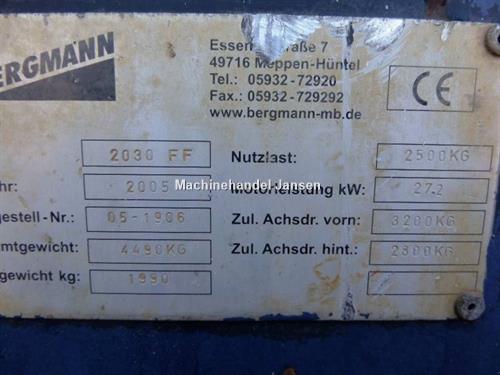 BERGMANN
Essen straße 7
49716 Meppen-Hüntel
Tel.: 05932-72920
Fax.: 05932-729292
www.bergmann-mb.de
CE
2030 FF
Nutzlast: 2500KG
hr: 2005
Motorleistung kW: 27.2
Machinehandel Jansen
gestell-Nr.: 05-1906
Zul. Achsdr. vorn: 3200KG
mtgewicht: 4490KG
Zul. Achsdr. hint.: 2800KG
gewicht kg: 1990